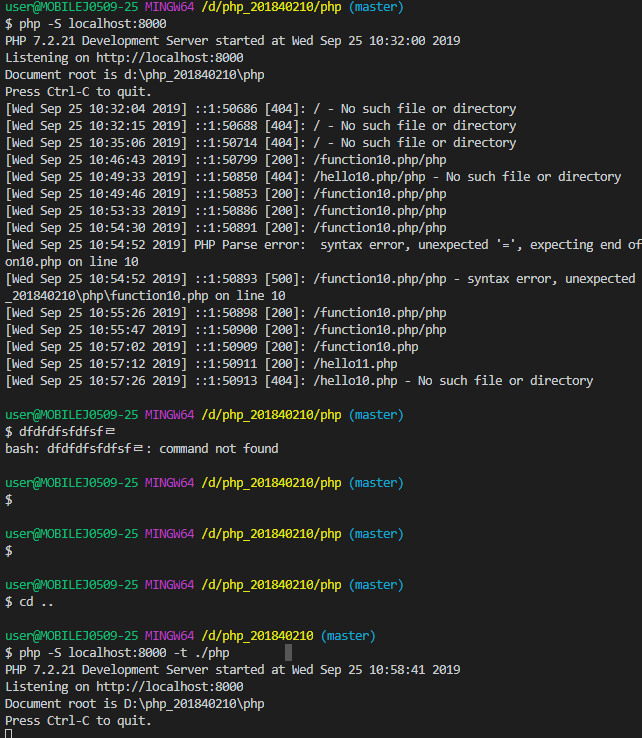 user@MOBILEJ0509-25 MINGW64 /d/php_201840210/php (master)
$ php -S localhost:8000
PHP 7.2.21 Development Server started at Wed Sep 25 10:32:00 2019
Listening on http://localhost:8000
Document root is d:\php_201840210\php
Press Ctrl-C to quit.
[Wed Sep 25 10:32:04 2019] ::1:50686 [404]: / - No such file or directory
[Wed Sep 25 10:32:15 2019] ::1:50688 [404]: / - No such file or directory
[Wed Sep 25 10:35:06 2019] ::1:50714 [404]: / - No such file or directory
[Wed Sep 25 10:46:43 2019] ::1:50799 [200]: /function10.php/php
[Wed Sep 25 10:49:33 2019] ::1:50850 [404]: /hello10.php/php - No such file or directory
[Wed Sep 25 10:49:46 2019] ::1:50853 [200]: /function10.php/php
[Wed Sep 25 10:53:33 2019] ::1:50886 [200]: /function10.php/php
[Wed Sep 25 10:54:30 2019] ::1:50891 [200]: /function10.php/php
[Wed Sep 25 10:54:52 2019] PHP Parse error:  syntax error, unexpected '=', expecting end of
on10.php on line 10
[Wed Sep 25 10:54:52 2019] ::1:50893 [500]: /function10.php/php - syntax error, unexpected
_201840210\php\function10.php on line 10
[Wed Sep 25 10:55:26 2019] ::1:50898 [200]: /function10.php/php
[Wed Sep 25 10:55:47 2019] ::1:50900 [200]: /function10.php/php
[Wed Sep 25 10:57:02 2019] ::1:50909 [200]: /function10.php
[Wed Sep 25 10:57:12 2019] ::1:50911 [200]: /hello11.php
[Wed Sep 25 10:57:26 2019] ::1:50913 [404]: /hello10.php - No such file or directory
user@MOBILEJ0509-25 MINGW64 /d/php_201840210/php (master)
$ dfdfdfsfdfsfㄹ
bash: dfdfdfsfdfsfㄹ: command not found
user@MOBILEJ0509-25 MINGW64 /d/php_201840210/php (master)
$
user@MOBILEJ0509-25 MINGW64 /d/php_201840210/php (master)
$
user@MOBILEJ0509-25 MINGW64 /d/php_201840210/php (master)
$ cd ..
user@MOBILEJ0509-25 MINGW64 /d/php_201840210 (master)
$ php -S localhost:8000 -t ./php
PHP 7.2.21 Development Server started at Wed Sep 25 10:58:41 2019
Listening on http://localhost:8000
Document root is D:\php_201840210\php
Press Ctrl-C to quit.